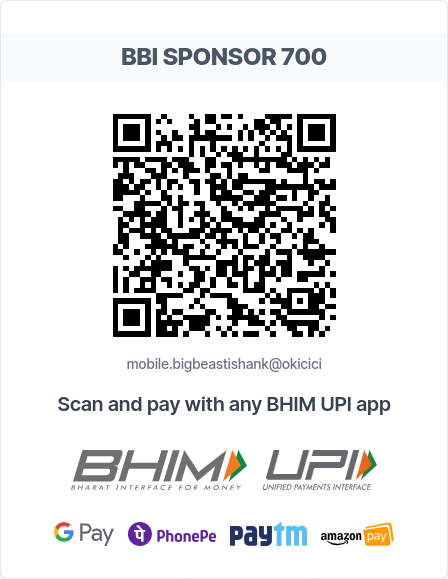 BBI SPONSOR 700
mobile.bigbeastishank@okicici
Scan and pay with any BHIM UPI app
BHIM
BHARAT INTERFACE FOR MONEY
UPI
UNIFIED PAYMENTS INTERFACE
G Pay
PhonePe
paytm
amazon pay